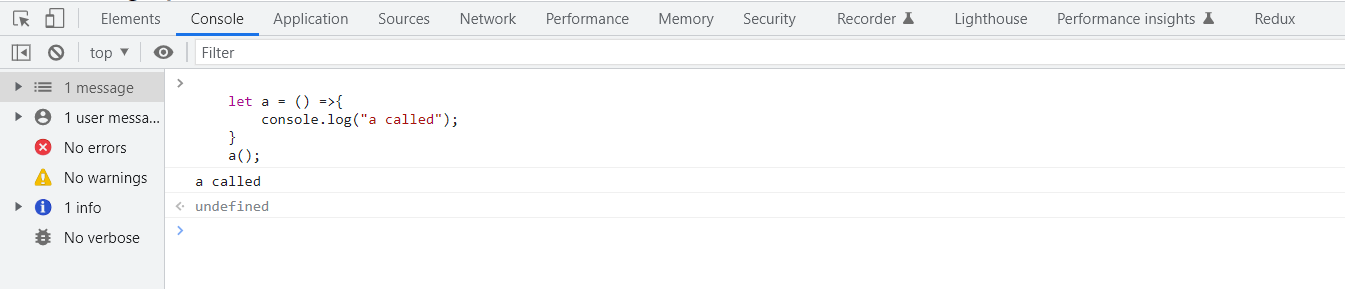 Elements Console Application Sources Network Performance Memory Security Recorder Lighthouse Performance insights Redux
top ▼ Filter
1 message
1 user messa...
No errors
No warnings
1 info
No verbose
>
let a = () =>{
console.log("a called");
}
a();
a called
undefined
>